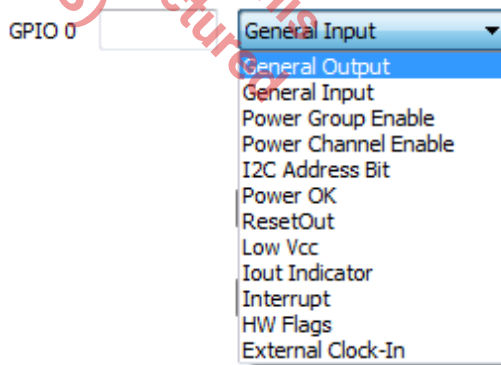 GPIO 0
General Input
General Output
General Input
Power Group Enable
Power Channel Enable
I2C Address Bit
Power OK
ResetOut
Low Vcc
Iout Indicator
Interrupt
HW Flags
External Clock-In